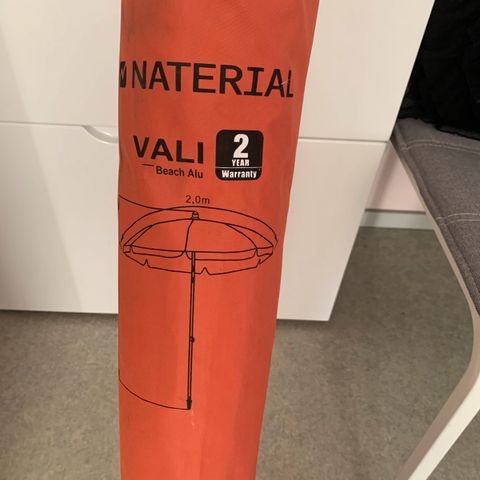 NATERIAL
VALI
Beach Alu
2
YEAR
Warranty
2,0m